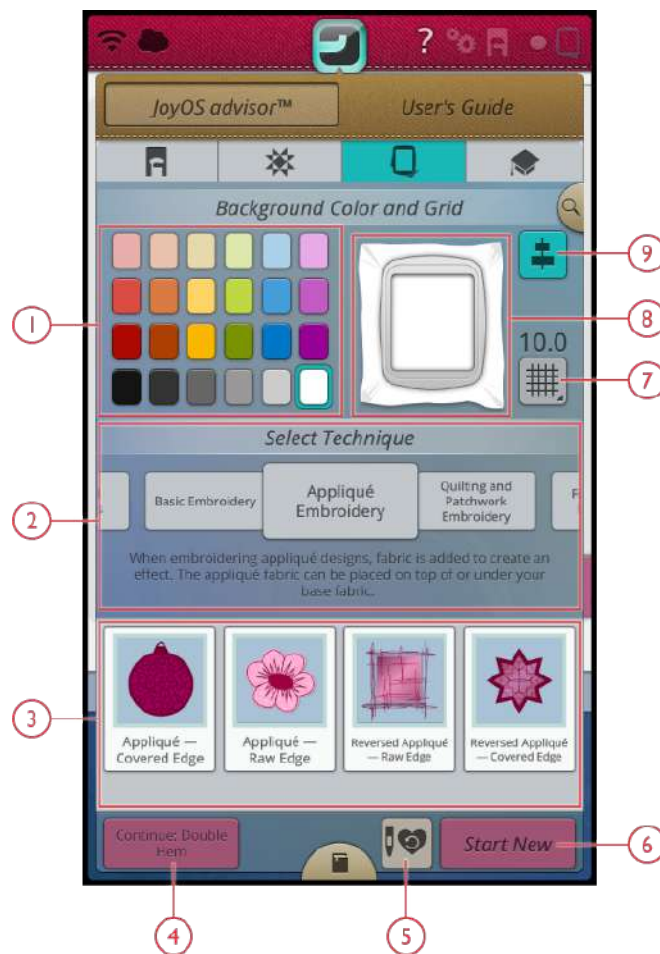 ?
JoyOS advisor™
User's Guide
Background Color and Grid
9
1
8
10.0
7
Select Technique
Basic Embroidery
Appliqué
Embroidery
Quilting and
Patchwork
Embroidery
2
When embroidering appliqué designs, fabric is added to create an
effect. The appliqué fabric can be placed on top of or under your
base fabric.
3
Appliqué —
Covered Edge
Appliqué —
Raw Edge
Reversed Appliqué
— Raw Edge
Reversed Appliqué
— Covered Edge
Continue: Double
Hem
Start New
6
4
5